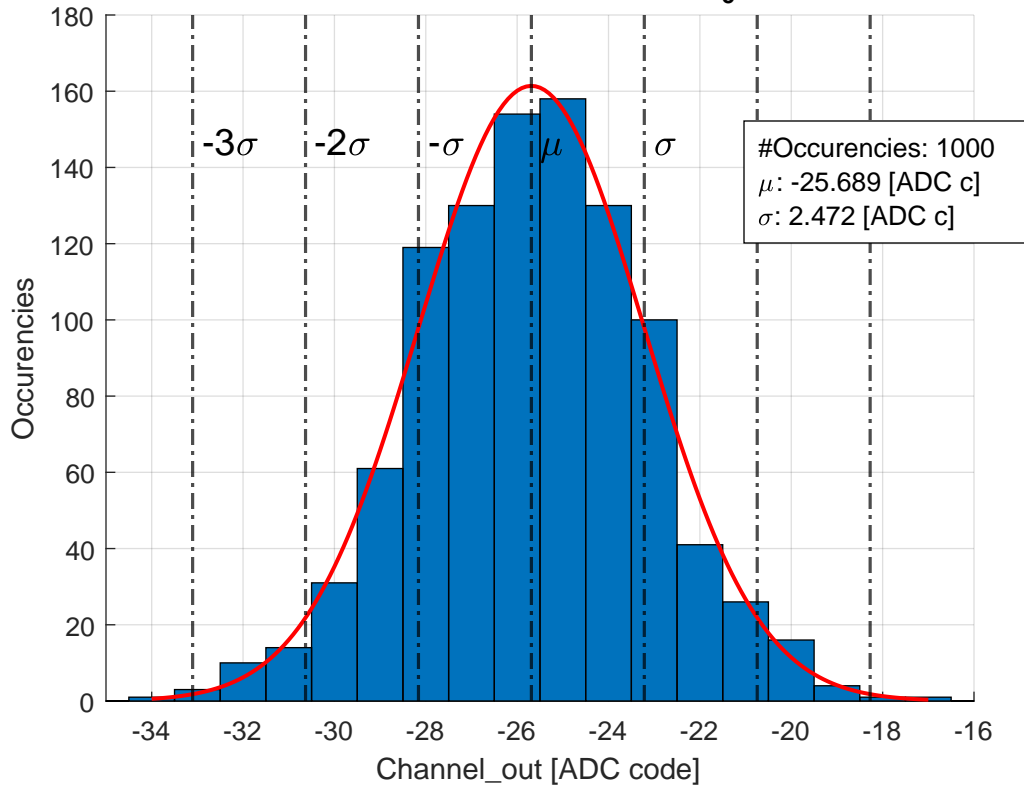 180
160
140
120
100
80
60
40
20
0
Occurencies
-3σ -2σ -σ μ σ
#Occurencies: 1000
μ: -25.689 [ADC c]
σ: 2.472 [ADC c]
-34 -32 -30 -28 -26 -24 -22 -20 -18 -16
Channel_out [ADC code]